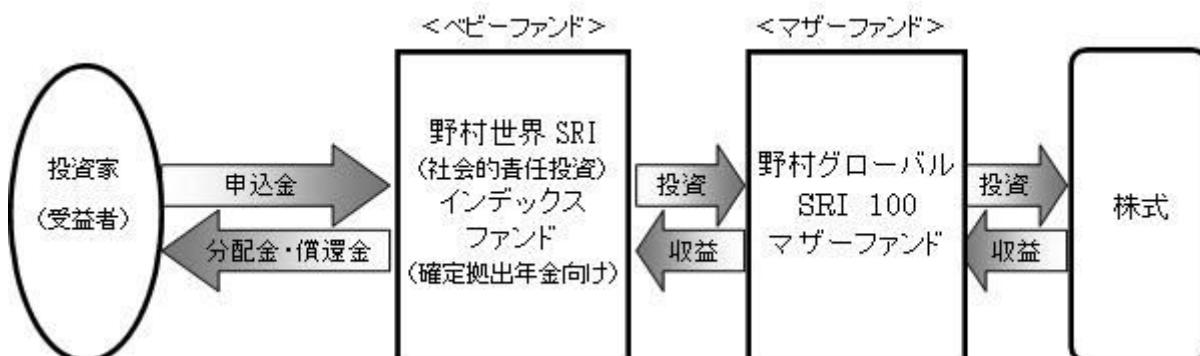 ＜ベビーファンド＞
＜マザーファンド＞
投資家
（受益者）
申込金
分配金・償還金
野村世界 SRI
（社会的責任投資）
インデックス
ファンド
（確定拠出年金向け）
投資
収益
野村グローバル
SRI 100
マザーファンド
投資
収益
株式